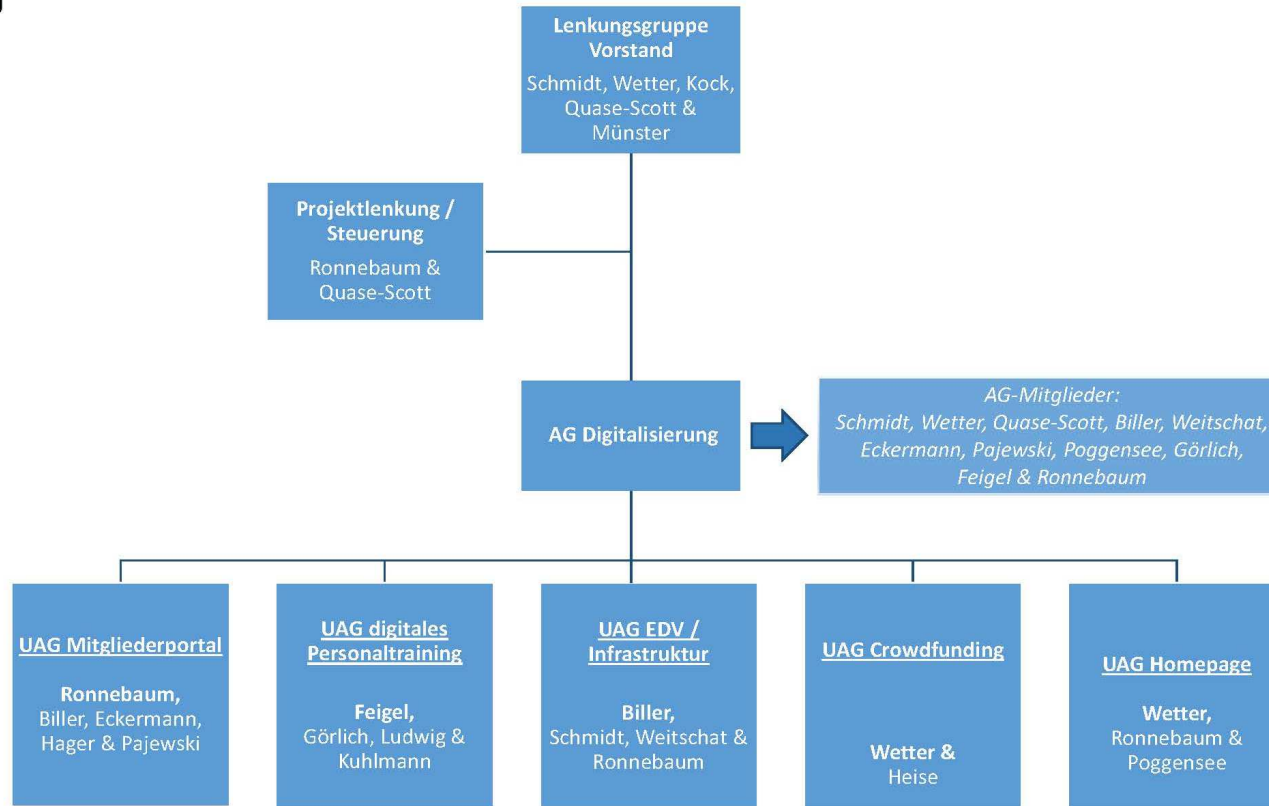 Lenkungsgruppe
Vorstand
Schmidt, Wetter, Kock,
Quase-Scott &
Münster
Projektlenkung /
Steuerung
Ronnebaum &
Quase-Scott
AG Digitalisierung
AG-Mitglieder:
Schmidt, Wetter, Quase-Scott, Biller, Weitschat,
Eckermann, Pajewski, Poggensee, Görlich,
Feigel & Ronnebaum
UAG Mitgliederportal
Ronnebaum,
Biller, Eckermann,
Hager & Pajewski
UAG digitales
Personaltraining
Feigel,
Görlich, Ludwig &
Kuhlmann
UAG EDV /
Infrastruktur
Biller,
Schmidt, Weitschat &
Ronnebaum
UAG Crowdfunding
Wetter &
Heise
UAG Homepage
Wetter,
Ronnebaum &
Poggensee